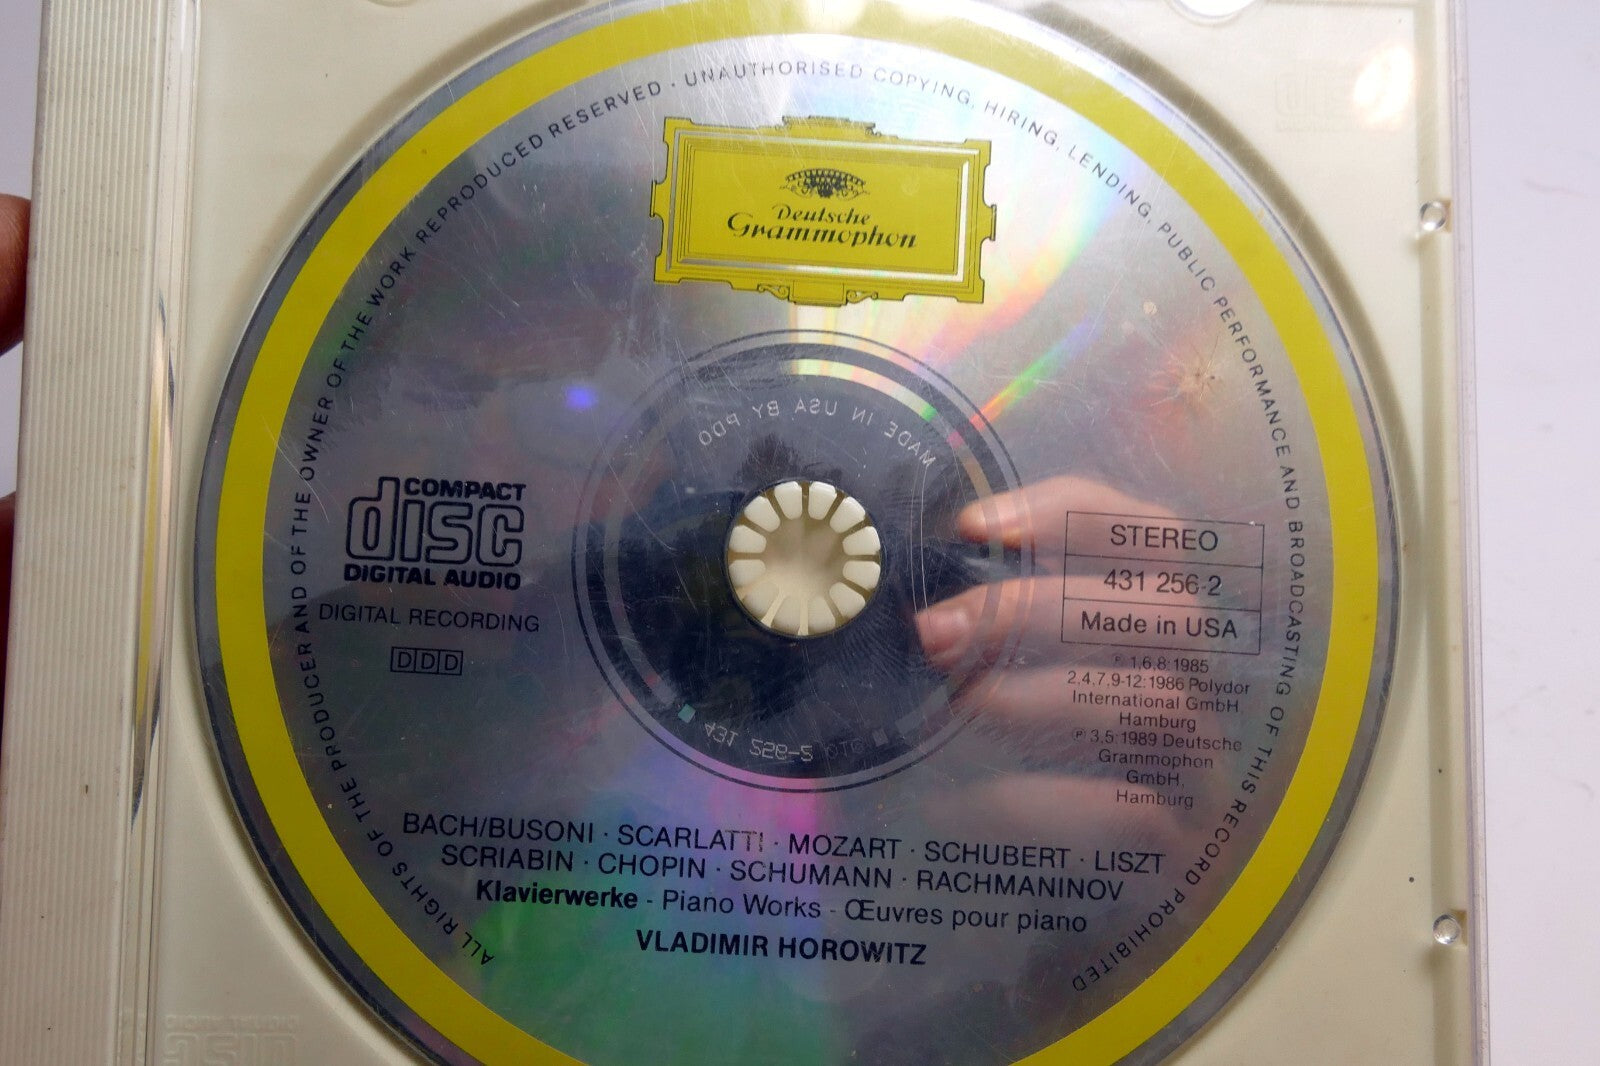 ALL RIGHTS OF THE PRODUCER AND OF THE OWNER OF THE WORK REPRODUCED RESERVED · UNAUTHORISED COPYING, HIRING, LENDING, PUBLIC PERFORMANCE AND BROADCASTING OF THIS RECORD PROHIBITED
Deutsche
Grammophon
MADE IN USA BY PDO
COMPACT
disc
DIGITAL AUDIO
DIGITAL RECORDING
DDD
STEREO
431 256-2
Made in USA
℗ 1,6,8: 1985
2,4,7,9-12: 1986 Polydor
International GmbH,
Hamburg
℗ 3,5: 1989 Deutsche
Grammophon
GmbH,
Hamburg
431 256-2
BACH/BUSONI · SCARLATTI · MOZART · SCHUBERT · LISZT
SCRIABIN · CHOPIN · SCHUMANN · RACHMANINOV
Klavierwerke - Piano Works - Œuvres pour piano
VLADIMIR HOROWITZ